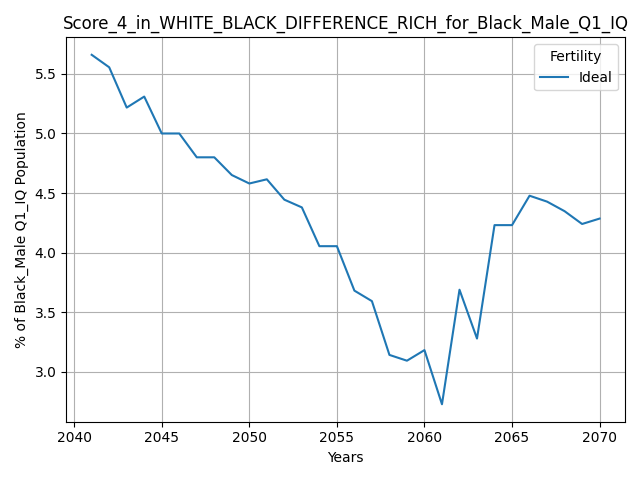 Score_4_in_WHITE_BLACK_DIFFERENCE_RICH_for_Black_Male_Q1_IQ
Fertility
Ideal
% of Black_Male Q1_IQ Population
5.5
5.0
4.5
4.0
3.5
3.0
2040 2045 2050 2055 2060 2065 2070
Years